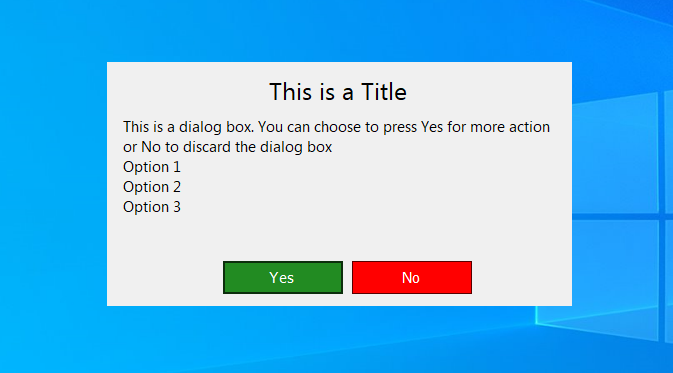 This is a Title
This is a dialog box. You can choose to press Yes for more action
or No to discard the dialog box
Option 1
Option 2
Option 3
Yes
No